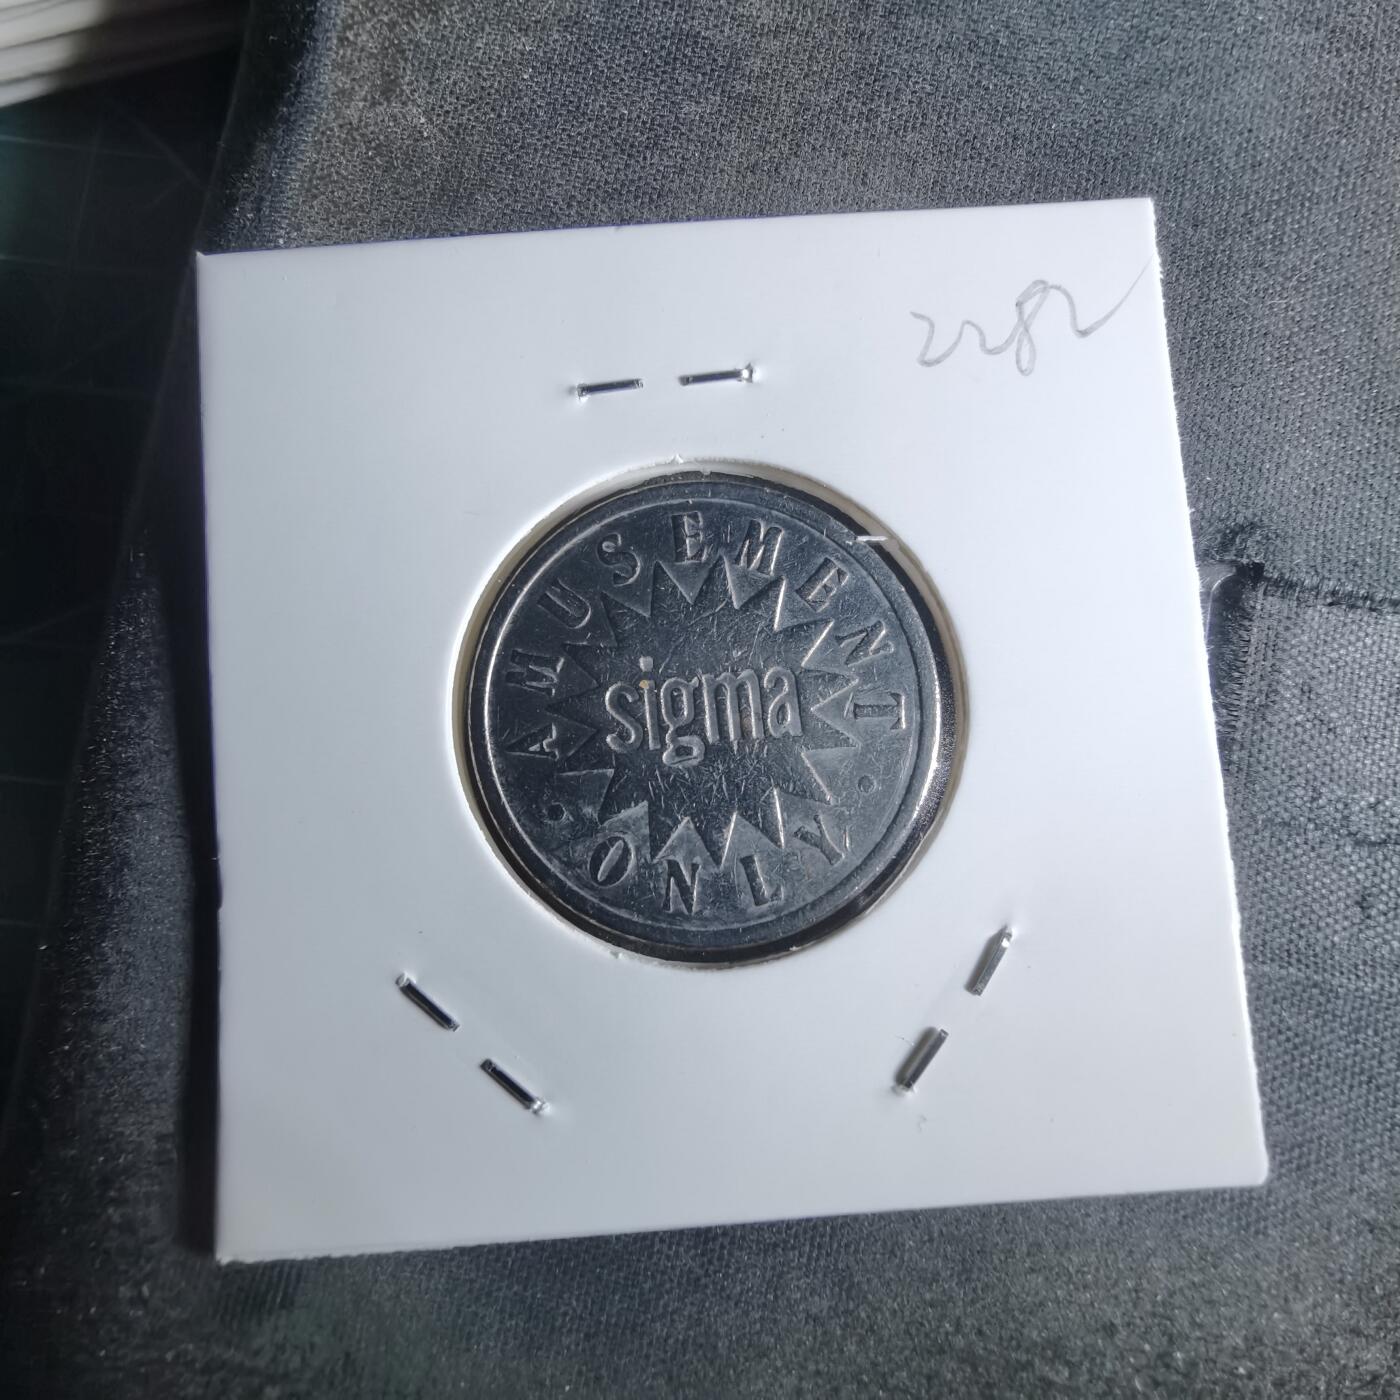 2282
AMUSEMENT
sigma
· ONLY ·